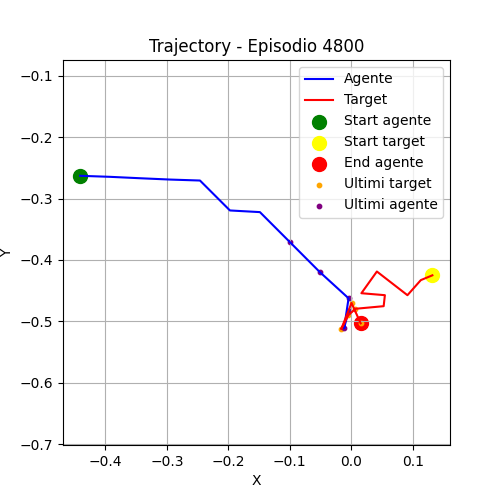 Trajectory - Episodio 4800
Agente
Target
Start agente
Start target
End agente
Ultimi target
Ultimi agente
−0.1
−0.2
−0.3
−0.4
−0.5
−0.6
−0.7
Y
−0.4
−0.3
−0.2
−0.1
0.0
0.1
X